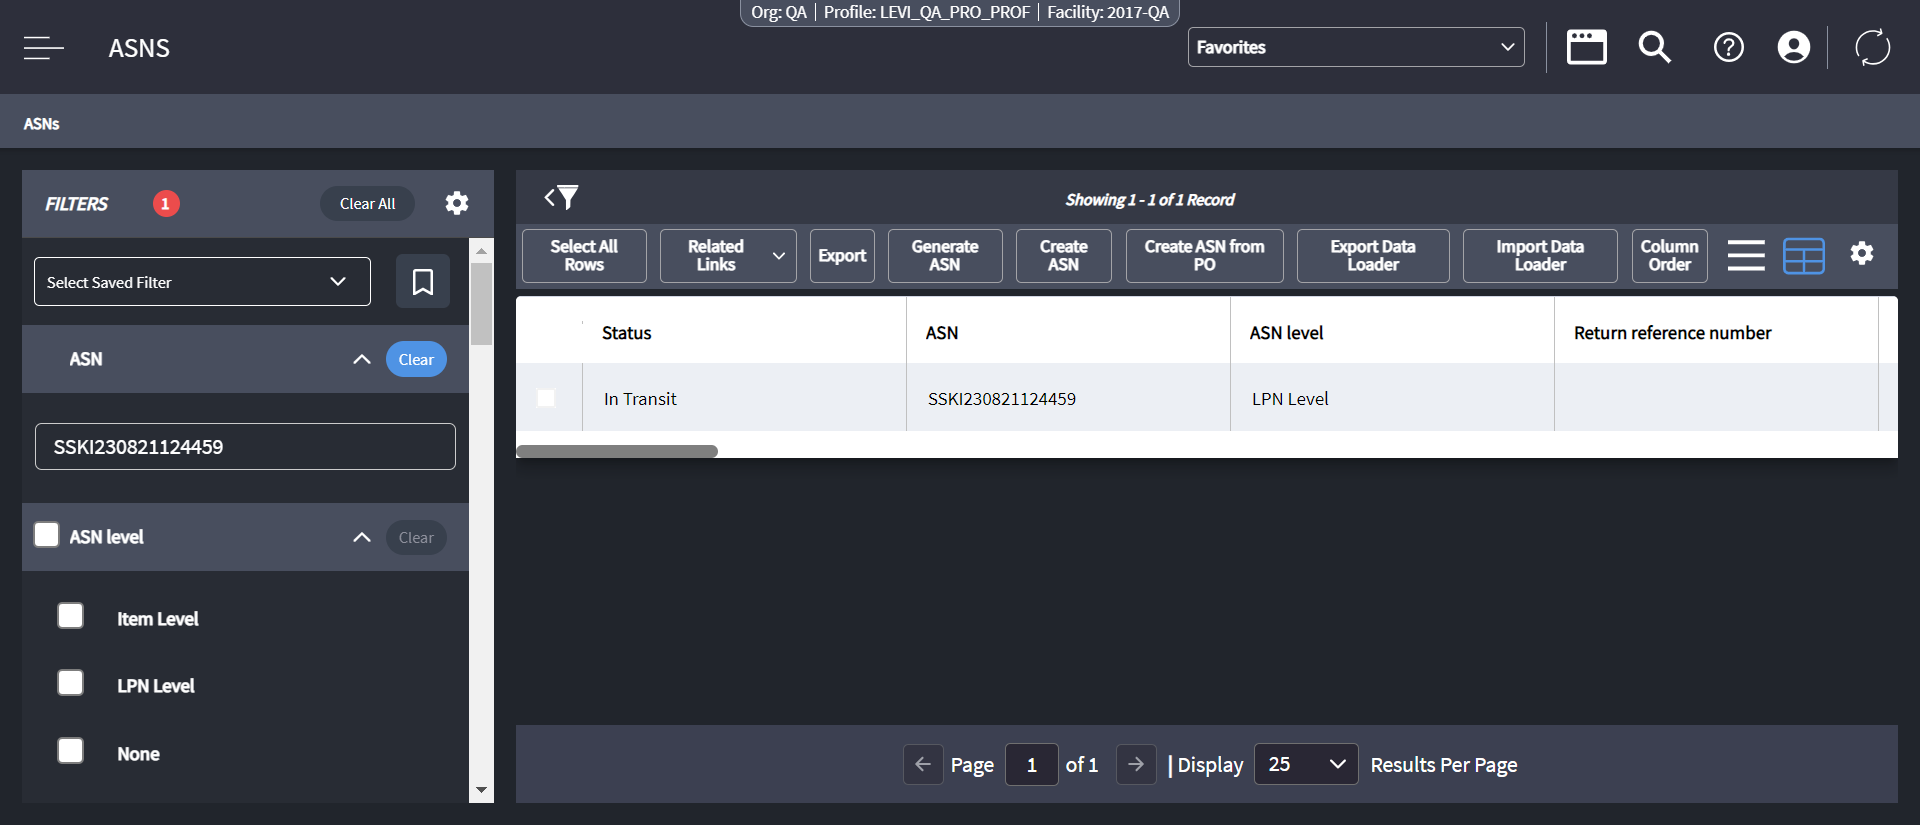 Org: QA | Profile: LEVI_QA_PRO_PROF | Facility: 2017-QA
ASNS
Favorites
ASNs
FILTERS 1 Clear All
Select Saved Filter
ASN Clear
SSKI230821124459
ASN level Clear
Item Level
LPN Level
None
Showing 1 - 1 of 1 Record
Select All
Rows
Related
Links
Export
Generate
ASN
Create
ASN
Create ASN from
PO
Export Data
Loader
Import Data
Loader
Column
Order
Status ASN ASN level Return reference number
In Transit SSKI230821124459 LPN Level
Page 1 of 1 | Display 25 Results Per Page